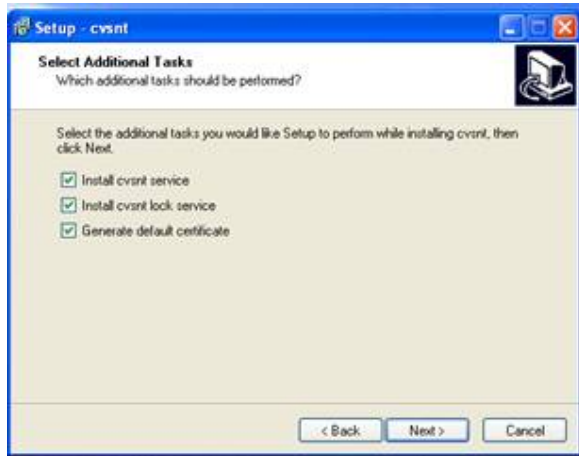 Setup - cvsnt
Select Additional Tasks
Which additional tasks should be performed?
Select the additional tasks you would like Setup to perform while installing cvsnt, then
click Next.
Install cvsnt service
Install cvsnt lock service
Generate default certificate
< Back Next > Cancel